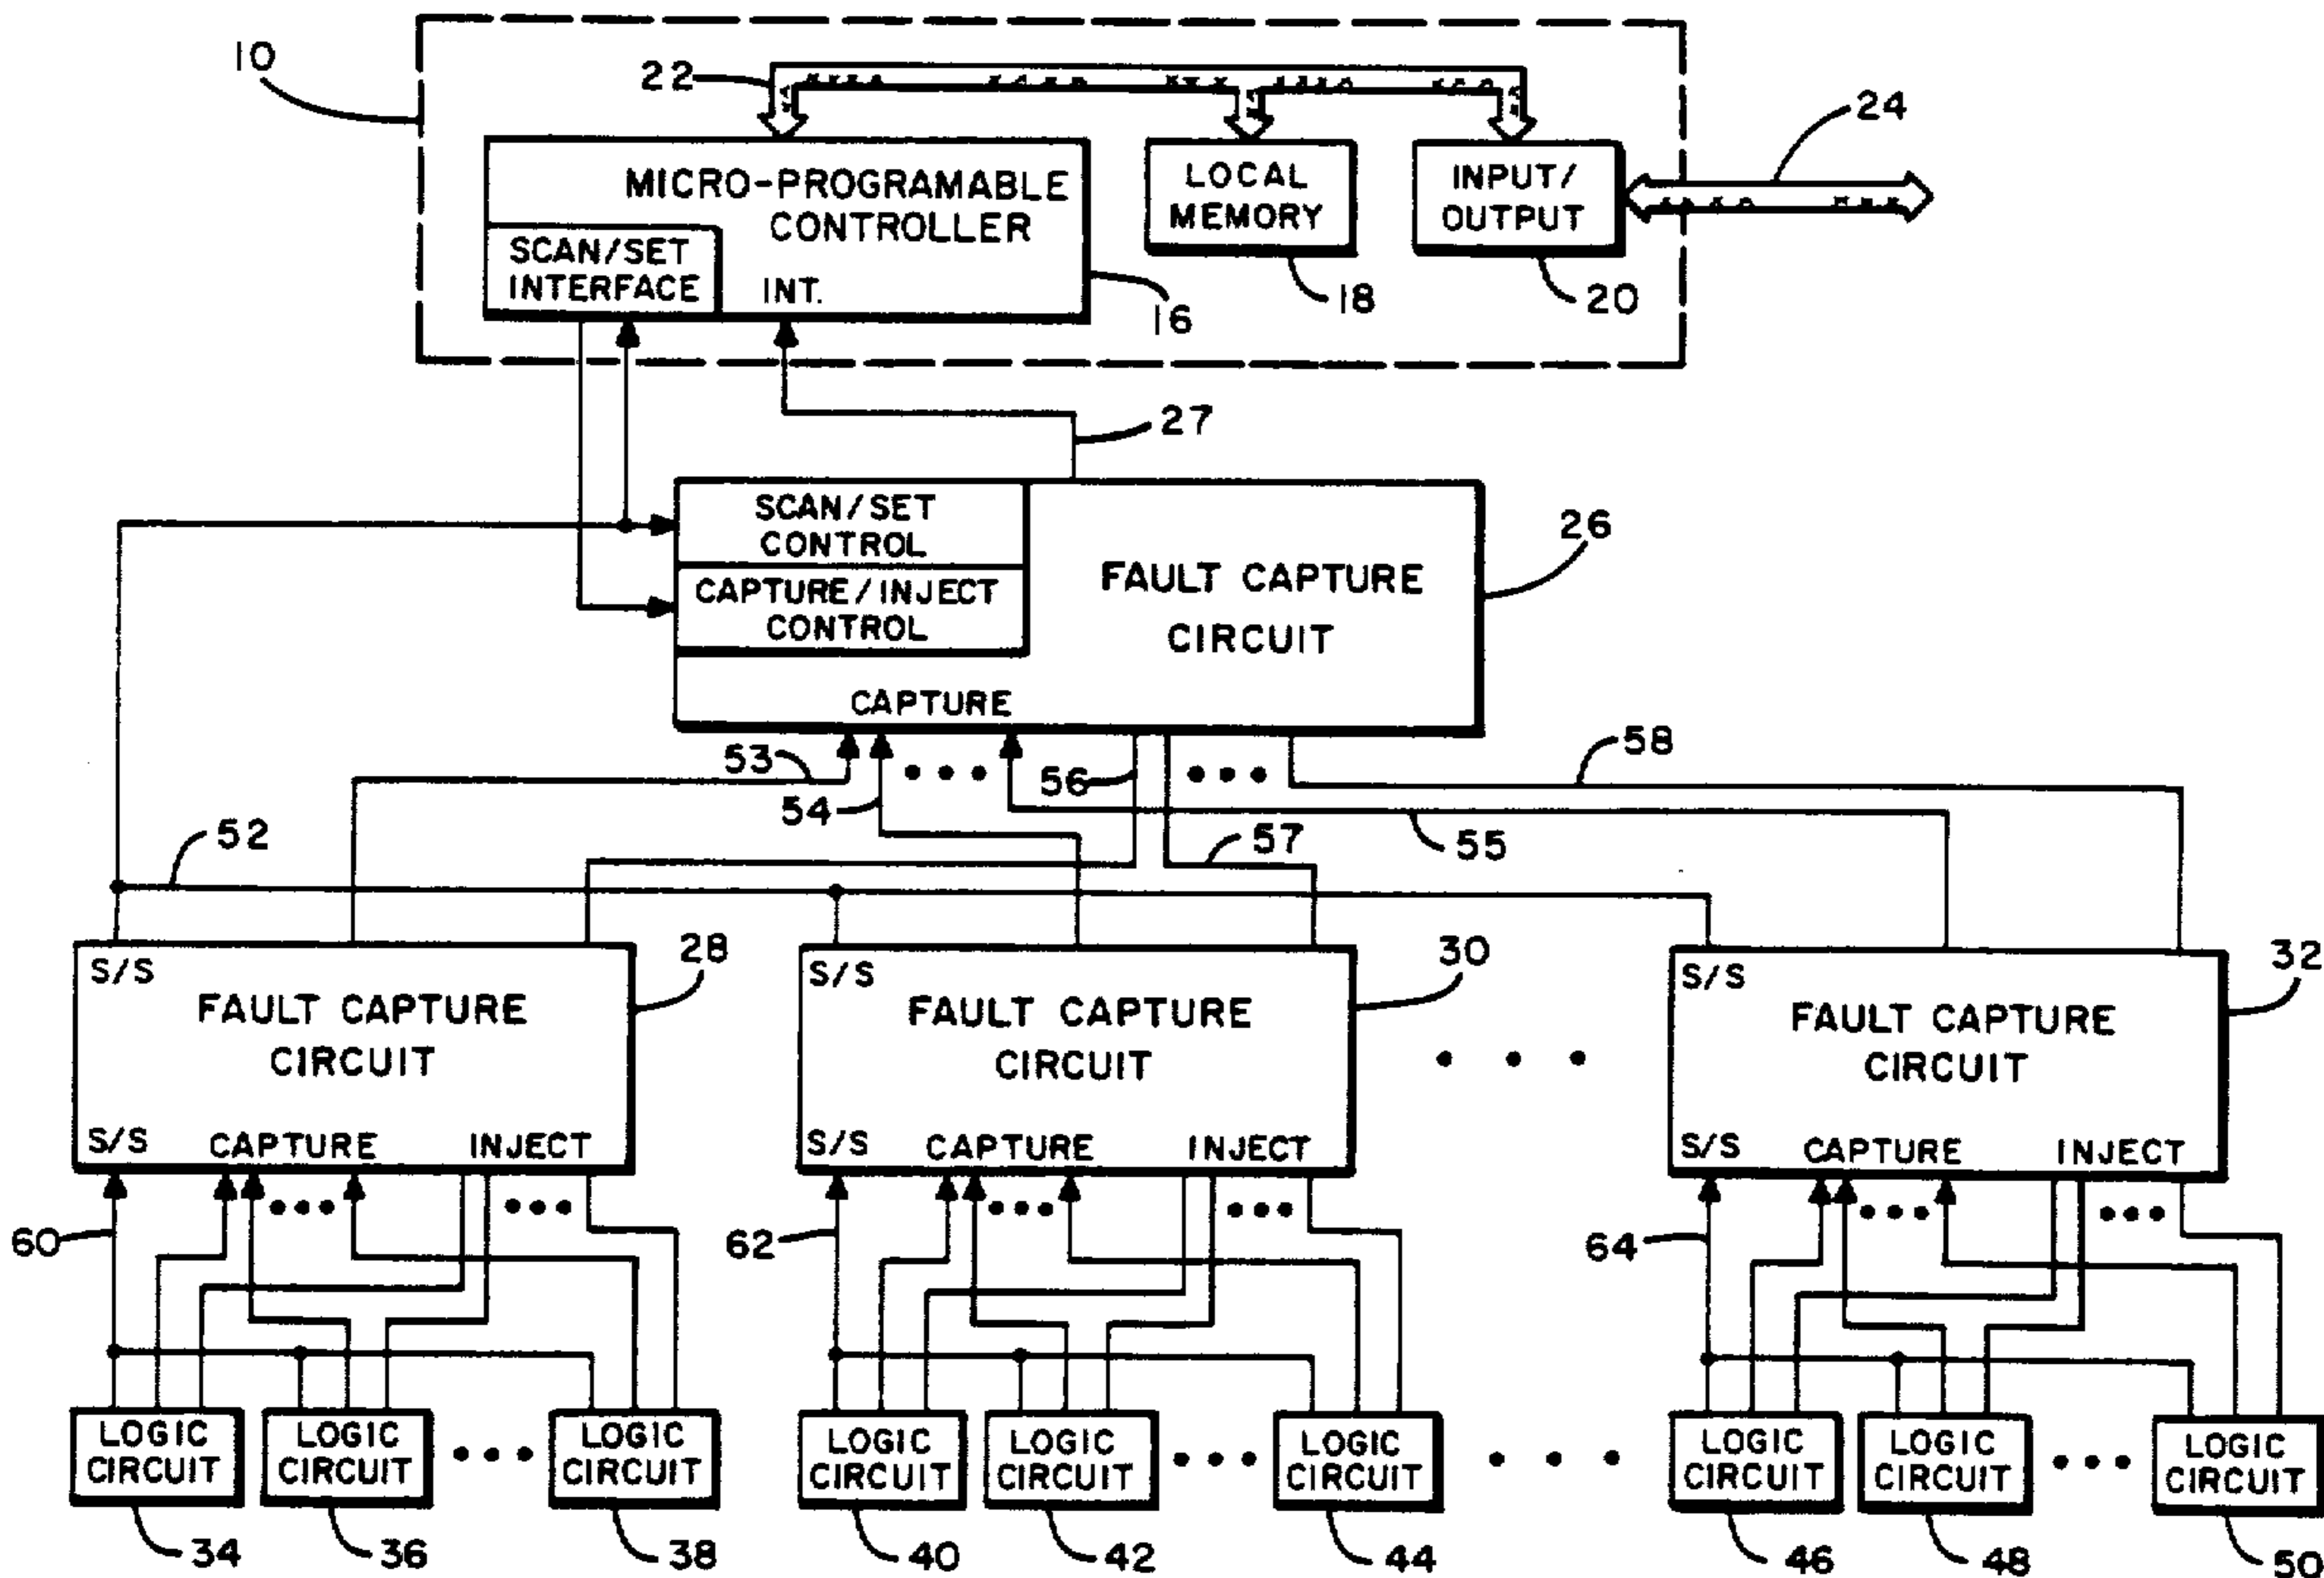 10
22
24
MICRO-PROGRAMABLE
CONTROLLER
SCAN/SET
INTERFACE
INT.
16
LOCAL
MEMORY
18
INPUT/
OUTPUT
20
27
SCAN/SET
CONTROL
CAPTURE/INJECT
CONTROL
FAULT CAPTURE
CIRCUIT
CAPTURE
26
53
54
56
58
52
57
55
S/S
FAULT CAPTURE
CIRCUIT
S/S
CAPTURE
INJECT
28
S/S
FAULT CAPTURE
CIRCUIT
S/S
CAPTURE
INJECT
30
S/S
FAULT CAPTURE
CIRCUIT
S/S
CAPTURE
INJECT
32
60
62
64
LOGIC
CIRCUIT
34
LOGIC
CIRCUIT
36
LOGIC
CIRCUIT
38
LOGIC
CIRCUIT
40
LOGIC
CIRCUIT
42
LOGIC
CIRCUIT
44
LOGIC
CIRCUIT
46
LOGIC
CIRCUIT
48
LOGIC
CIRCUIT
50